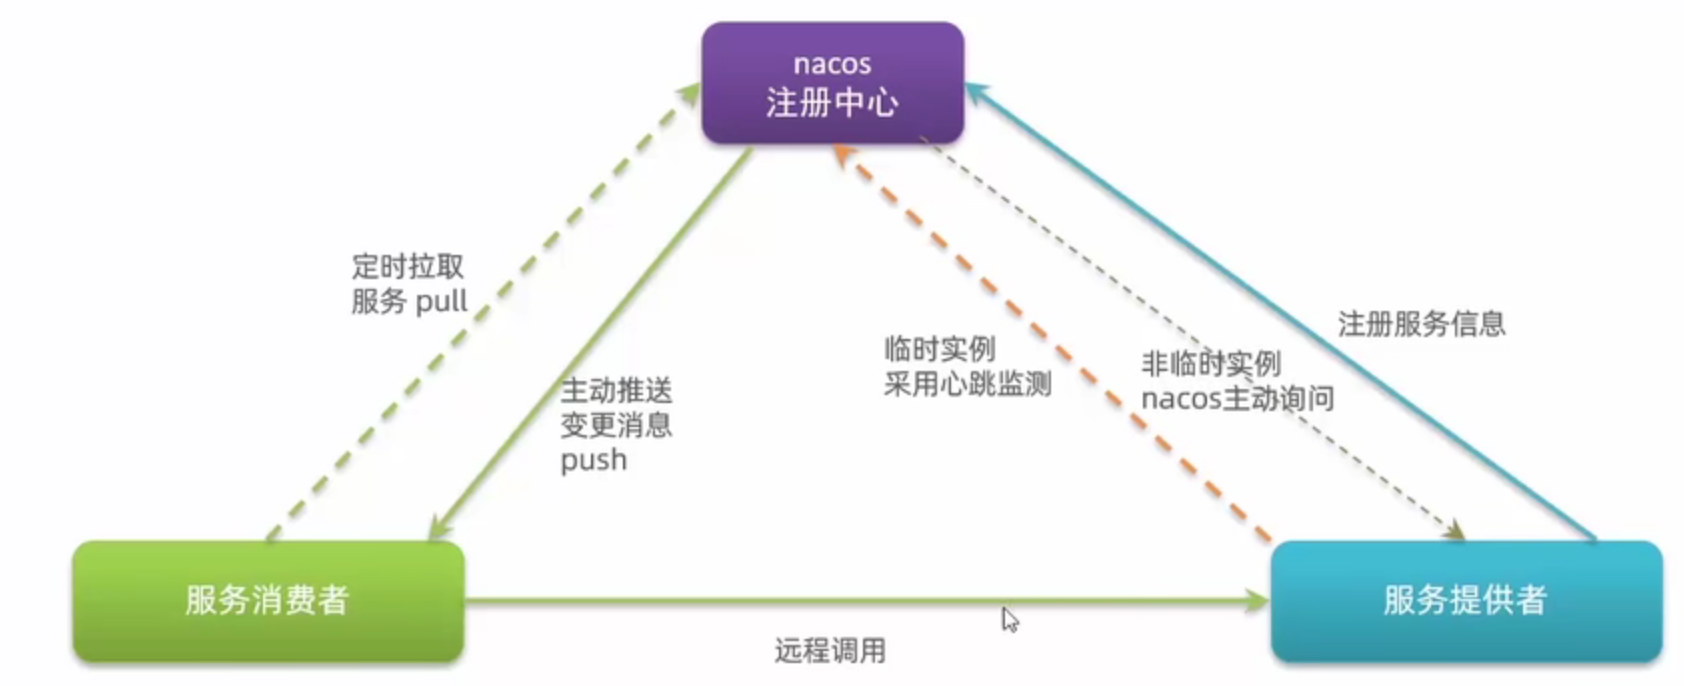 nacos
注册中心
定时拉取
服务 pull
主动推送
变更消息
push
临时实例
采用心跳监测
非临时实例
nacos主动询问
注册服务信息
服务消费者
远程调用
服务提供者